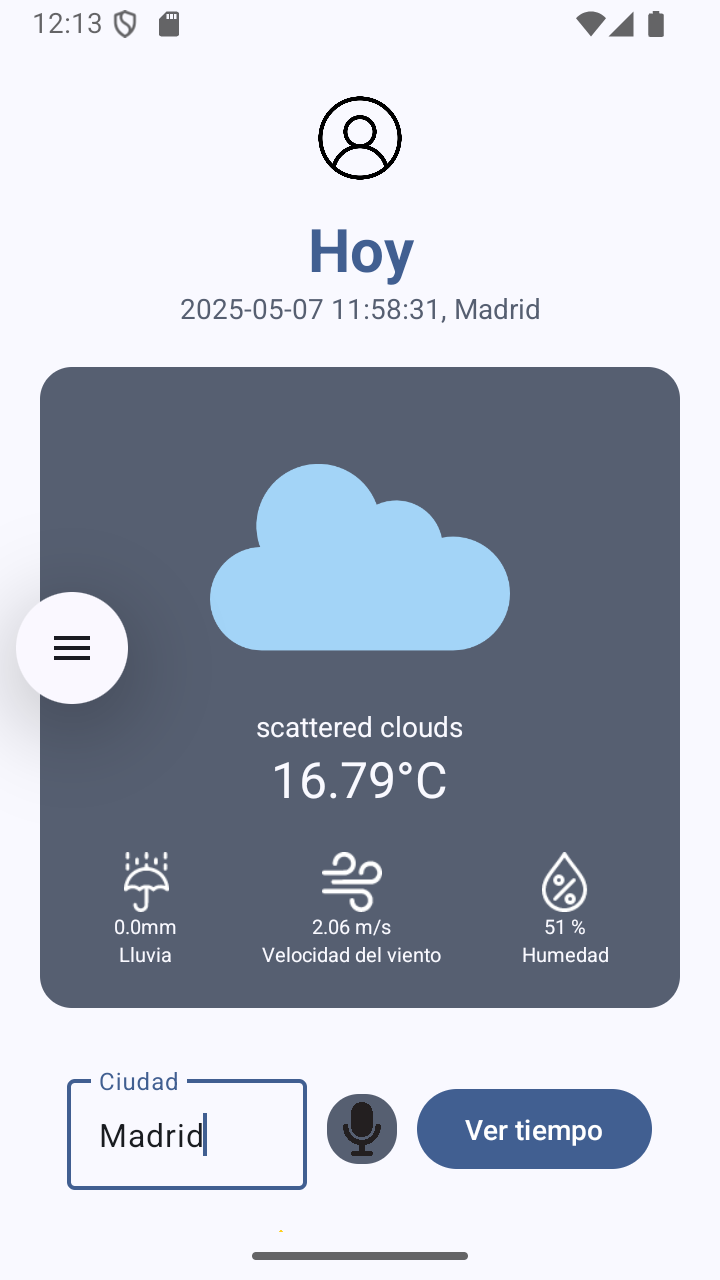 12:13
Hoy
2025-05-07 11:58:31, Madrid
scattered clouds
16.79°C
0.0mm
Lluvia
2.06 m/s
Velocidad del viento
51 %
Humedad
Ciudad
Madrid
Ver tiempo